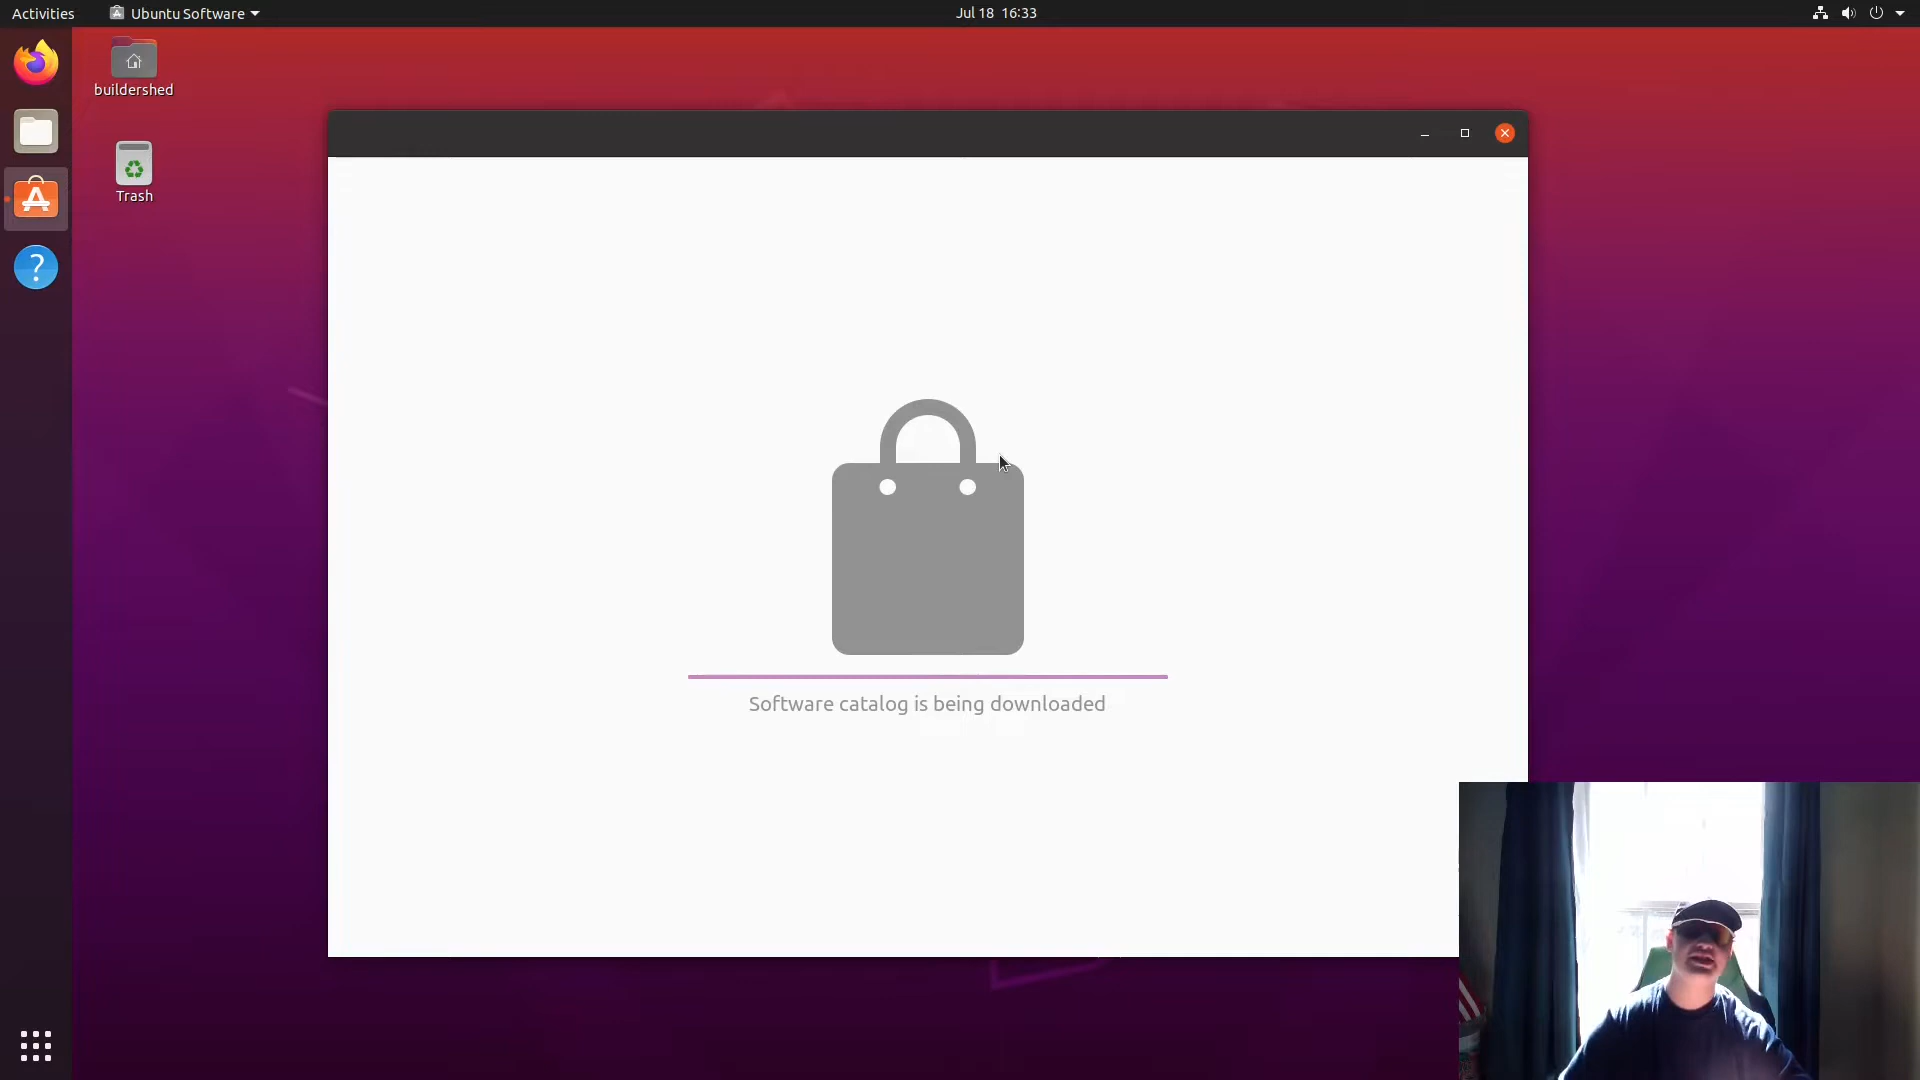 Activities
Ubuntu Software
Jul 18 16:33
buildershed
Trash
Software catalog is being downloaded